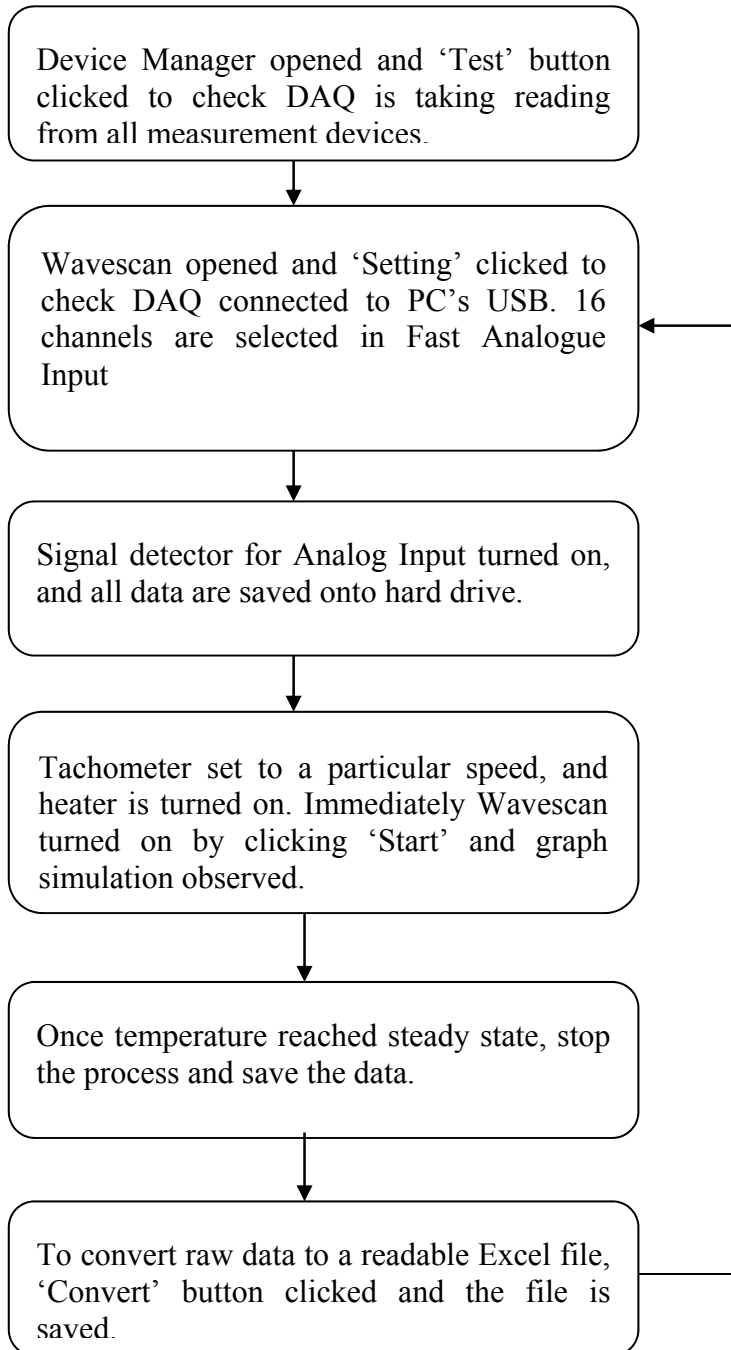 Device Manager opened and ‘Test’ button
clicked to check DAQ is taking reading
from all measurement devices.
Wavescan opened and ‘Setting’ clicked to
check DAQ connected to PC’s USB. 16
channels are selected in Fast Analogue
Input
Signal detector for Analog Input turned on,
and all data are saved onto hard drive.
Tachometer set to a particular speed, and
heater is turned on. Immediately Wavescan
turned on by clicking ‘Start’ and graph
simulation observed.
Once temperature reached steady state, stop
the process and save the data.
To convert raw data to a readable Excel file,
‘Convert’ button clicked and the file is
saved.